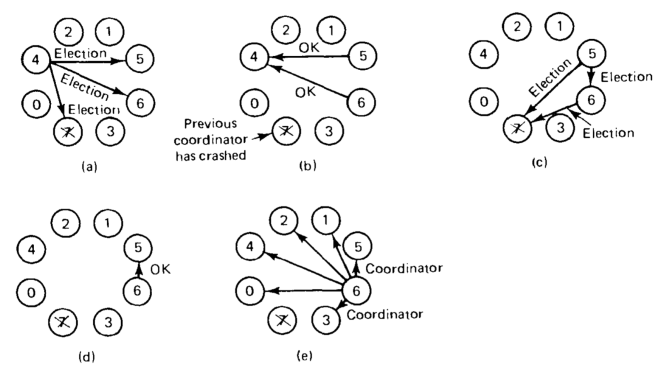 2 1
4 Election 5
Election
0 Election 6
7 3
(a)
2 1
4 OK 5
OK
0 6
Previous
coordinator
has crashed
7 3
(b)
2 1
4 5
Election Election
0 6
7 3 Election
(c)
2 1
4 5
OK
0 6
7 3
(d)
2 1
4 5
Coordinator
0 6
7 3 Coordinator
(e)